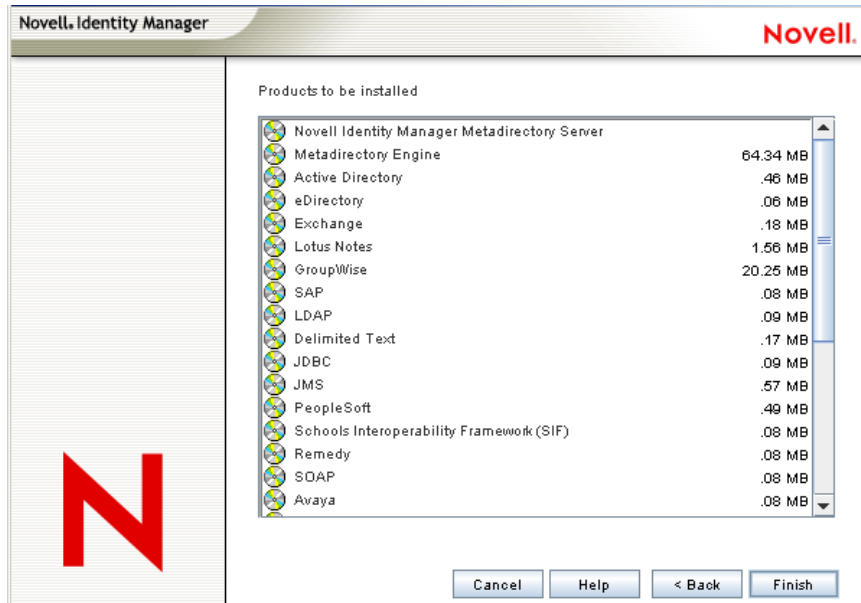 Novell. Identity Manager
Novell.
Products to be installed
Novell Identity Manager Metadirectory Server
Metadirectory Engine 64.34 MB
Active Directory .46 MB
eDirectory .06 MB
Exchange .18 MB
Lotus Notes 1.56 MB
GroupWise 20.25 MB
SAP .08 MB
LDAP .09 MB
Delimited Text .17 MB
JDBC .09 MB
JMS .57 MB
PeopleSoft .49 MB
Schools Interoperability Framework (SIF) .08 MB
Remedy .08 MB
SOAP .08 MB
Avaya .08 MB
N
Cancel Help < Back Finish